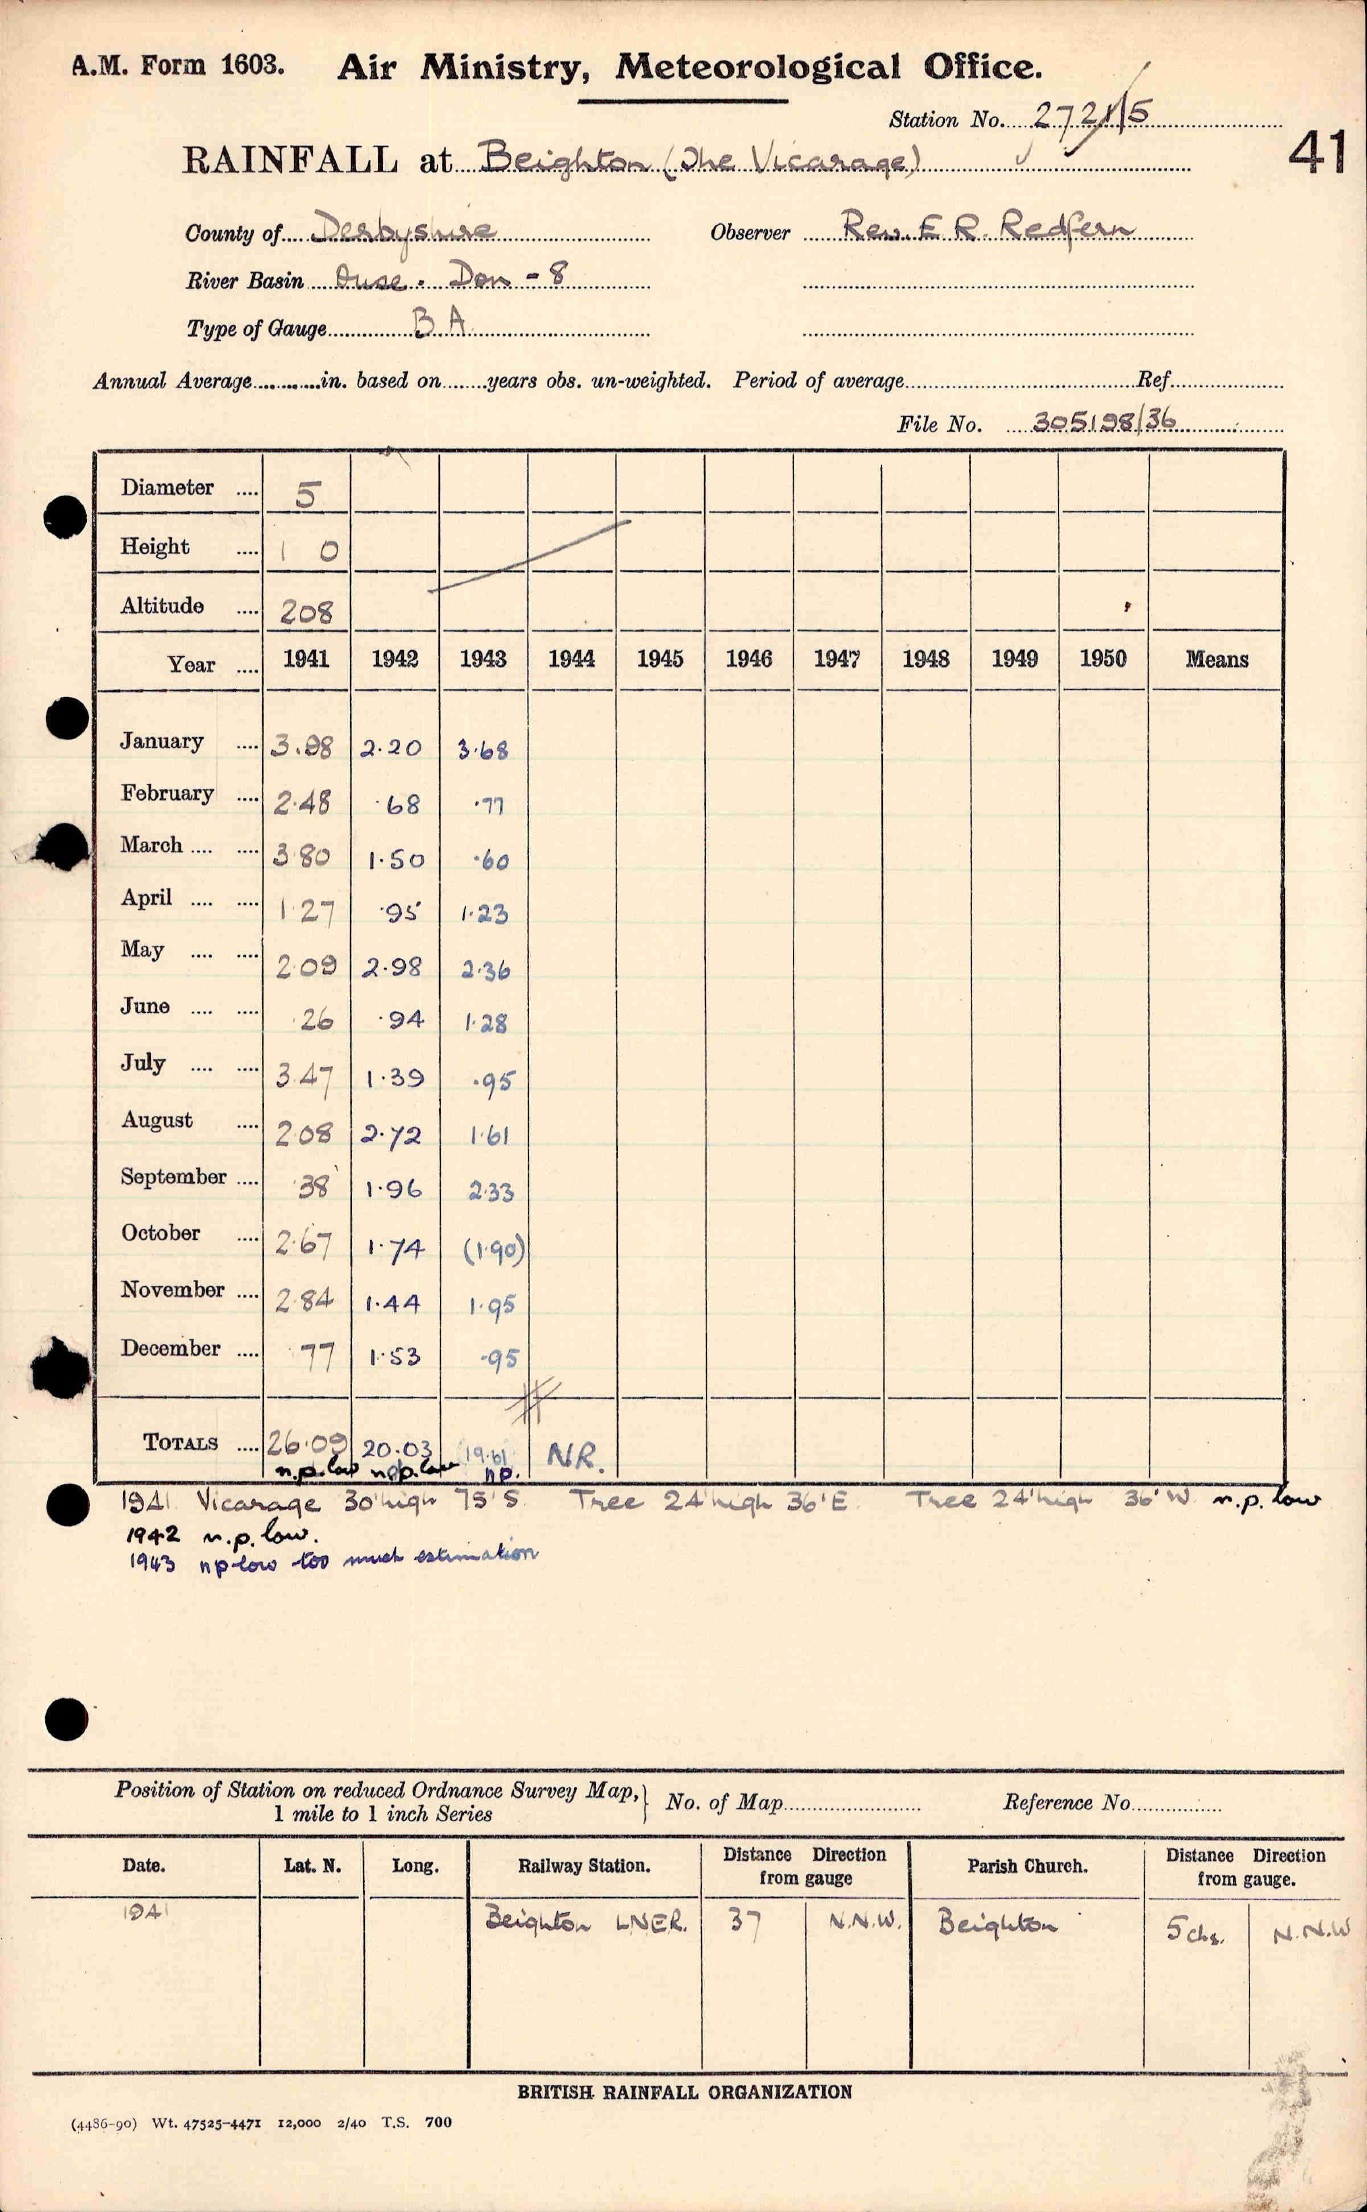 A.M. Form 1603. Air Ministry, Meteorological Office.
Station No. 2721/5
41
RAINFALL at Beighton (The Vicarage)
County of Derbyshire Observer Rev. E R. Redfern
River Basin Ouse. Don - 8
Type of Gauge B A
Annual Average in. based on years obs. un-weighted. Period of average Ref.
File No. 305198/36
Diameter 5
Height 1 0
Altitude 208
Year 1941 1942 1943 1944 1945 1946 1947 1948 1949 1950 Means
January 3.98 2.20 3.68
February 2.48 .68 .77
March 3.80 1.50 .60
April 1.27 .95 1.23
May 2.09 2.98 2.36
June .26 .94 1.28
July 3.47 1.39 .95
August 2.08 2.72 1.61
September .38 1.96 2.33
October 2.67 1.74 (1.90)
November 2.84 1.44 1.95
December .77 1.53 .95
TOTALS 26.09 20.03 (19.61) N.R.
n.p. low n.p. low n.p.
1941 Vicarage 30' high 75' S. Tree 24' high 36' E. Tree 24' high 36' W. n.p. low
1942 n.p. low.
1943 np low too much estimation
Position of Station on reduced Ordnance Survey Map, 1 mile to 1 inch Series } No. of Map Reference No.
Date. Lat. N. Long. Railway Station. Distance Direction from gauge Parish Church. Distance Direction from gauge.
1941 Beighton LNER. 37 N.N.W. Beighton 5 chs. N.N.W
BRITISH RAINFALL ORGANIZATION
(4486-90) Wt. 47525-4471 12,000 2/40 T.S. 700